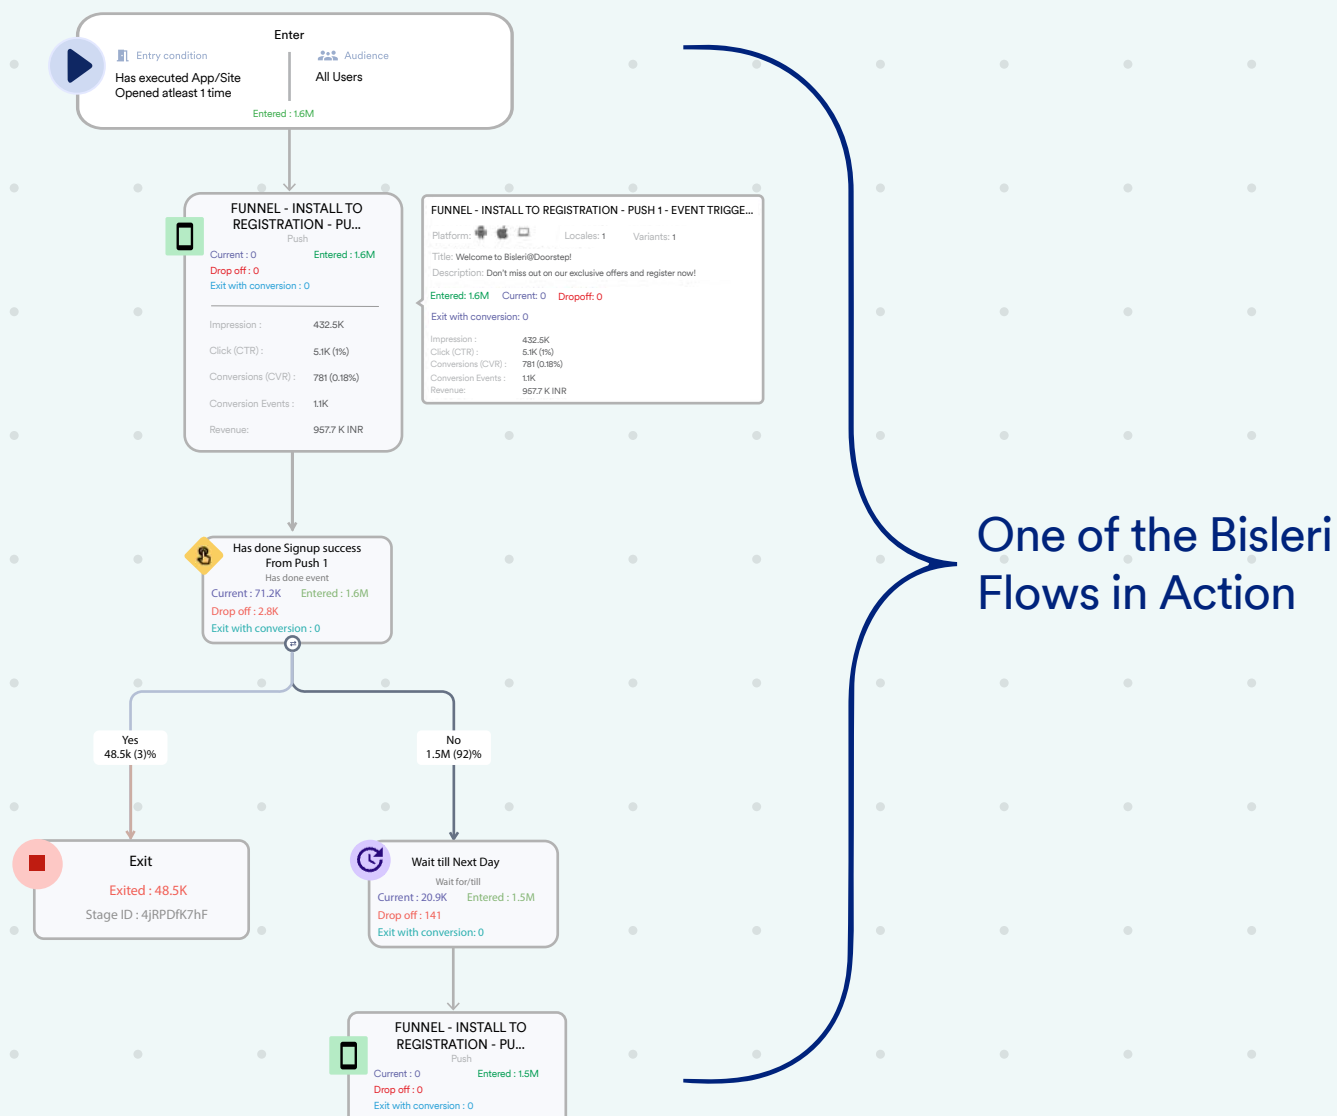 Enter
Entry condition
Has executed App/Site
Opened atleast 1 time
Audience
All Users
Entered : 1.6M
FUNNEL - INSTALL TO
REGISTRATION - PU...
Push
Current : 0 Entered : 1.6M
Drop off : 0
Exit with conversion : 0
Impression : 432.5K
Click (CTR) : 5.1K (1%)
Conversions (CVR) : 781 (0.18%)
Conversion Events : 1.1K
Revenue: 957.7 K INR
FUNNEL - INSTALL TO REGISTRATION - PUSH 1 - EVENT TRIGGE...
Platform: Locales: 1 Variants: 1
Title: Welcome to Bisleri@Doorstep!
Description: Don't miss out on our exclusive offers and register now!
Entered: 1.6M Current: 0 Dropoff: 0
Exit with conversion: 0
Impression : 432.5K
Click (CTR) : 5.1K (1%)
Conversions (CVR) : 781 (0.18%)
Conversion Events : 1.1K
Revenue: 957.7 K INR
Has done Signup success
From Push 1
Has done event
Current : 71.2K Entered : 1.6M
Drop off : 2.8K
Exit with conversion : 0
Yes
48.5k (3)%
No
1.5M (92)%
Exit
Exited : 48.5K
Stage ID : 4jRPDfK7hF
Wait till Next Day
Wait for/till
Current : 20.9K Entered : 1.5M
Drop off : 141
Exit with conversion: 0
FUNNEL - INSTALL TO
REGISTRATION - PU...
Push
Current : 0 Entered : 1.5M
Drop off : 0
Exit with conversion : 0
One of the Bisleri
Flows in Action